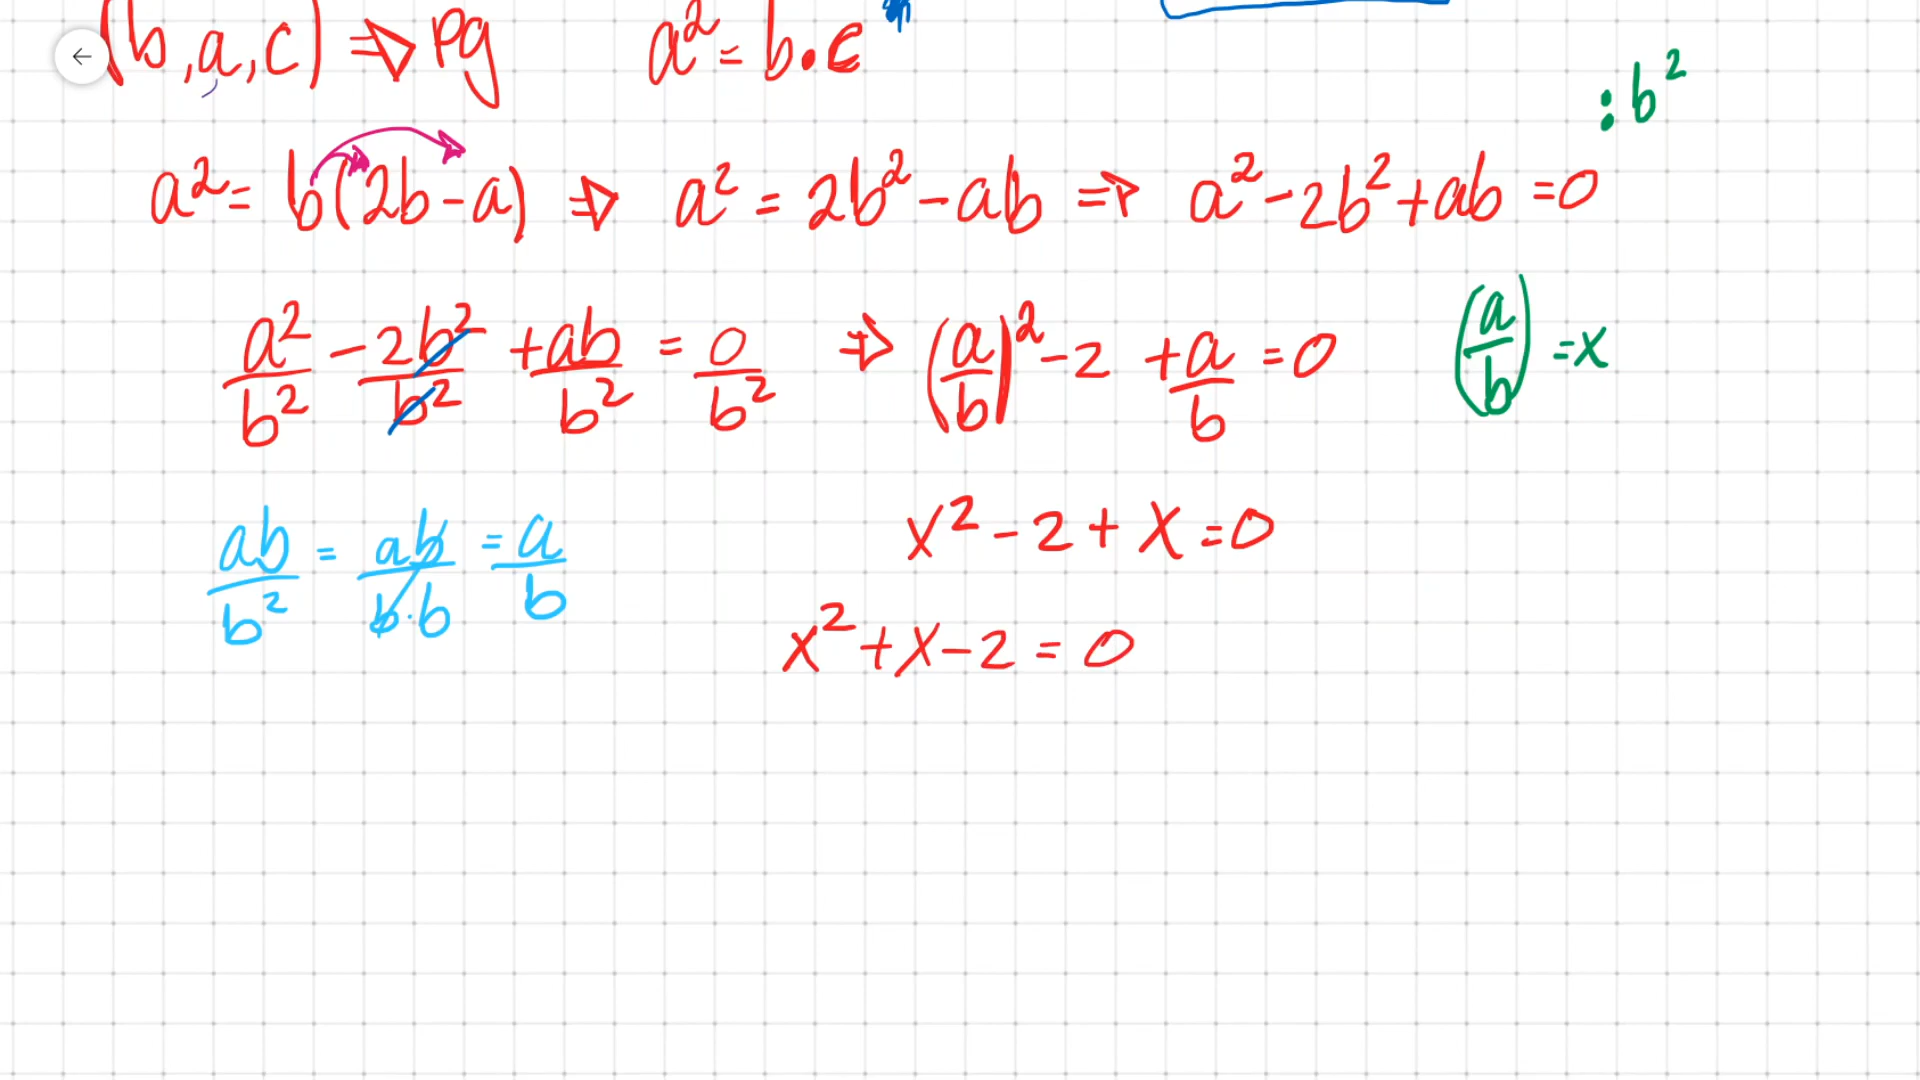 (b,a,c) ⇒ pg a² = b·c
:b²
a² = b(2b-a) ⇒ a² = 2b² - ab ⇒ a² - 2b² + ab = 0
a²/b² - 2b²/b² + ab/b² = 0/b² ⇒ (a/b)² - 2 + a/b = 0 (a/b) = x
ab/b² = ab/b·b = a/b
x² - 2 + x = 0
x² + x - 2 = 0